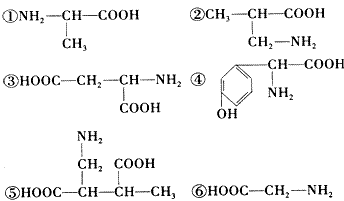 ①NH₂—CH—COOH
CH₃
②CH₃—CH—COOH
CH₂—NH₂
③HOOC—CH₂—CH—NH₂
COOH
④CH—COOH
NH₂
OH
NH₂
CH₂ COOH
⑤HOOC—CH—CH—CH₃
⑥HOOC—CH₂—NH₂